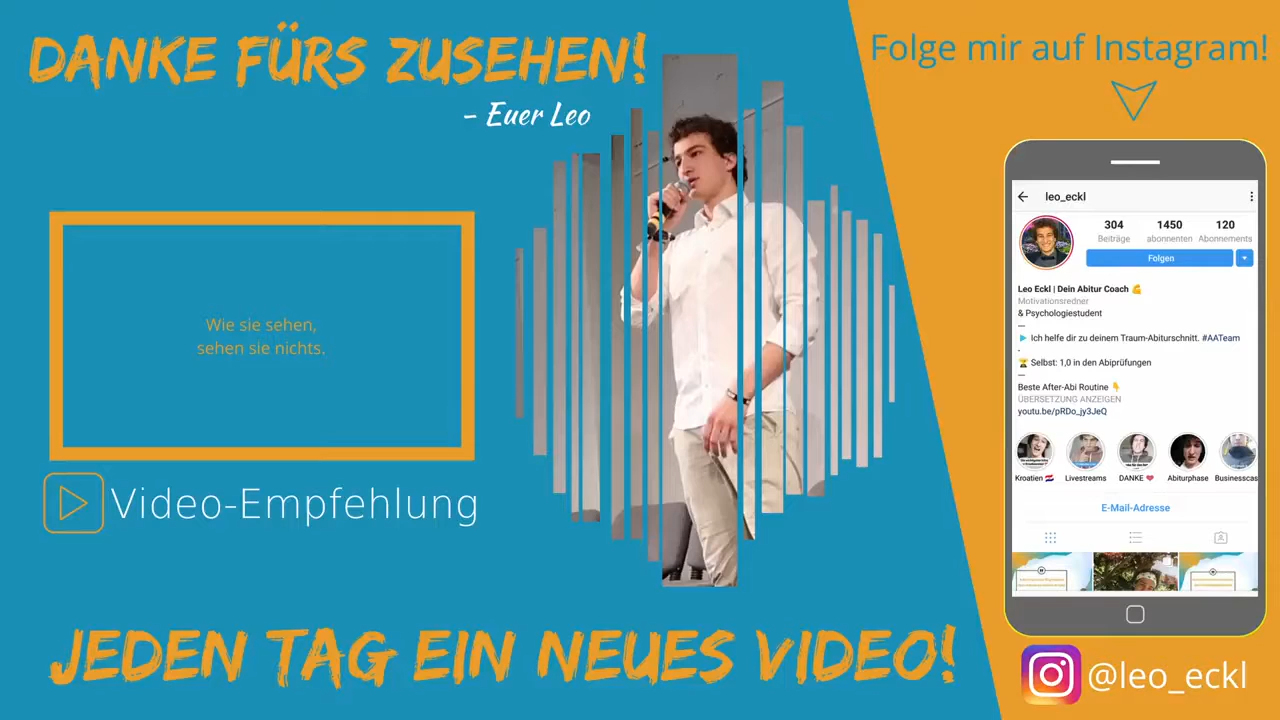 DANKE FÜRS ZUSEHEN!
- Euer Leo
Wie sie sehen,
sehen sie nichts.
Video-Empfehlung
JEDEN TAG EIN NEUES VIDEO!
Folge mir auf Instagram!
leo_eckl
304 1450 120
Beiträge abonnenten Abonnements
Folgen
Leo Eckl | Dein Abitur Coach 💪
Motivationsredner
& Psychologiestudent
—
▶ Ich helfe dir zu deinem Traum-Abiturschnitt. #AATeam
-
⏳ Selbst: 1,0 in den Abiprüfungen
—
Beste After-Abi Routine 👇
ÜBERSETZUNG ANZEIGEN
youtu.be/pRDo_jy3JeQ
Kroatien 🇭🇷 Livestreams DANKE ❤ Abiturphase Businesscas
E-Mail-Adresse
@leo_eckl